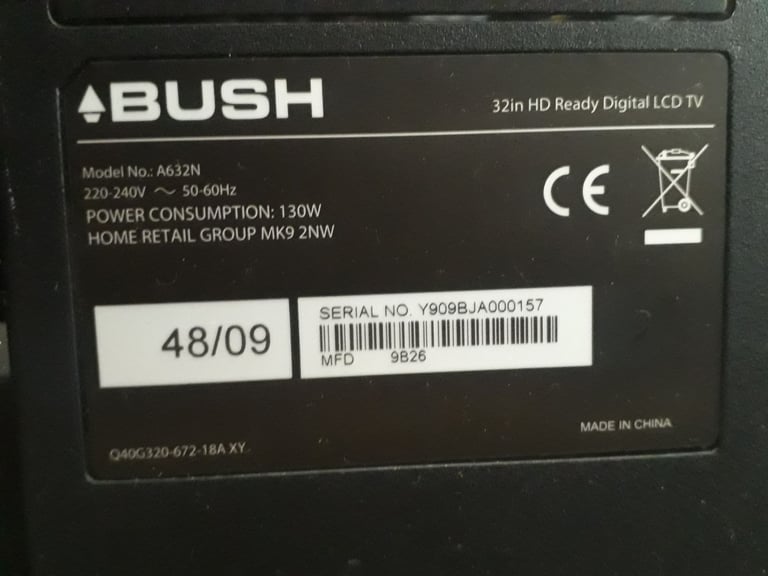 BUSH
32in HD Ready Digital LCD TV
Model No.: A632N
220-240V ~ 50-60Hz
POWER CONSUMPTION: 130W
HOME RETAIL GROUP MK9 2NW
CE
48/09
SERIAL NO. Y909BJA000157
MFD 9B26
MADE IN CHINA
Q40G320-672-18A XY